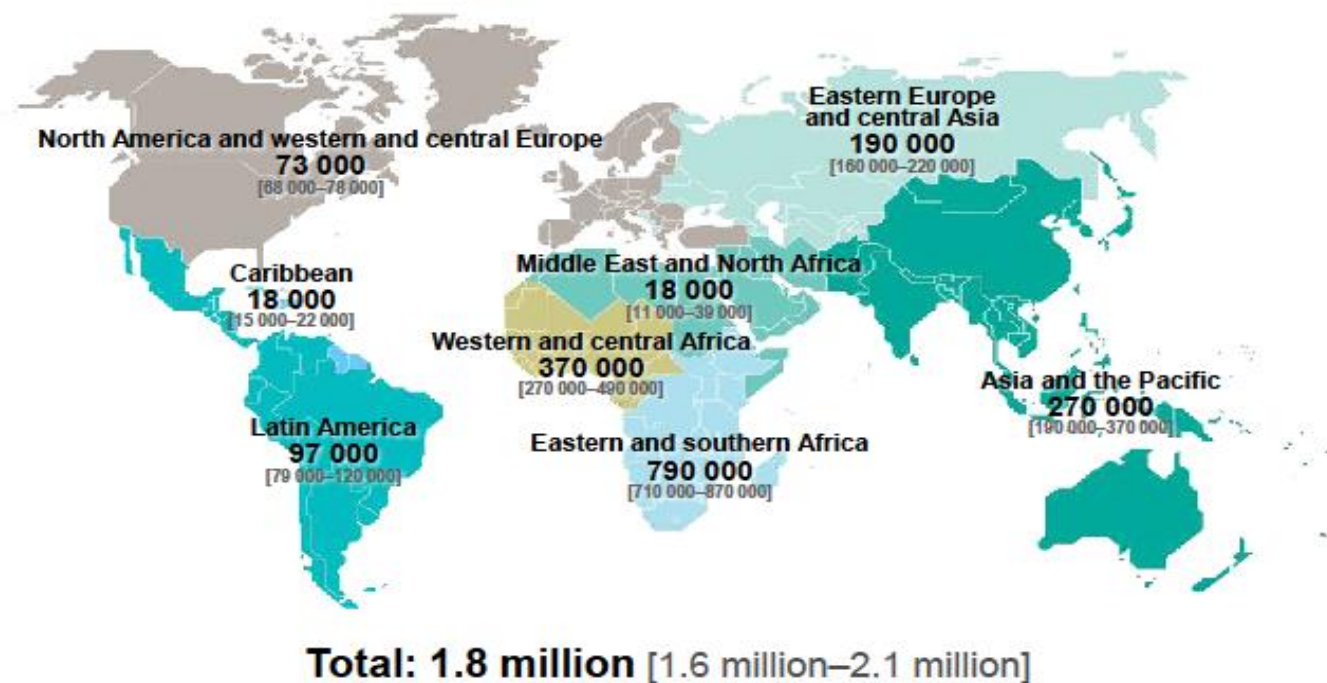 North America and western and central Europe
73 000
[68 000–78 000]
Eastern Europe
and central Asia
190 000
[160 000–220 000]
Caribbean
18 000
[15 000–22 000]
Middle East and North Africa
18 000
[11 000–39 000]
Western and central Africa
370 000
[270 000–490 000]
Asia and the Pacific
270 000
[190 000–370 000]
Latin America
97 000
[79 000–120 000]
Eastern and southern Africa
790 000
[710 000–870 000]
Total: 1.8 million [1.6 million–2.1 million]